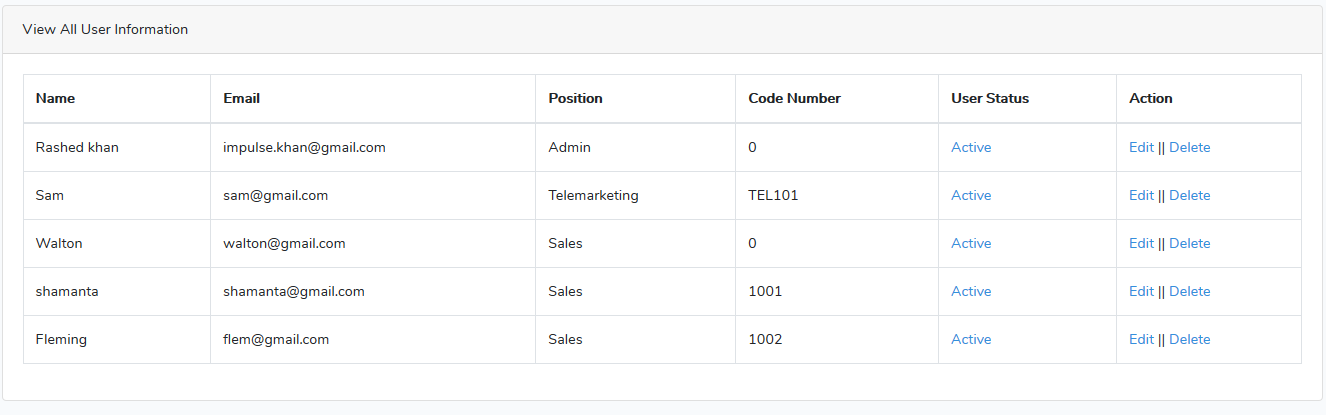 View All User Information
Name Email Position Code Number User Status Action
Rashed khan impulse.khan@gmail.com Admin 0 Active Edit || Delete
Sam sam@gmail.com Telemarketing TEL101 Active Edit || Delete
Walton walton@gmail.com Sales 0 Active Edit || Delete
shamanta shamanta@gmail.com Sales 1001 Active Edit || Delete
Fleming flem@gmail.com Sales 1002 Active Edit || Delete